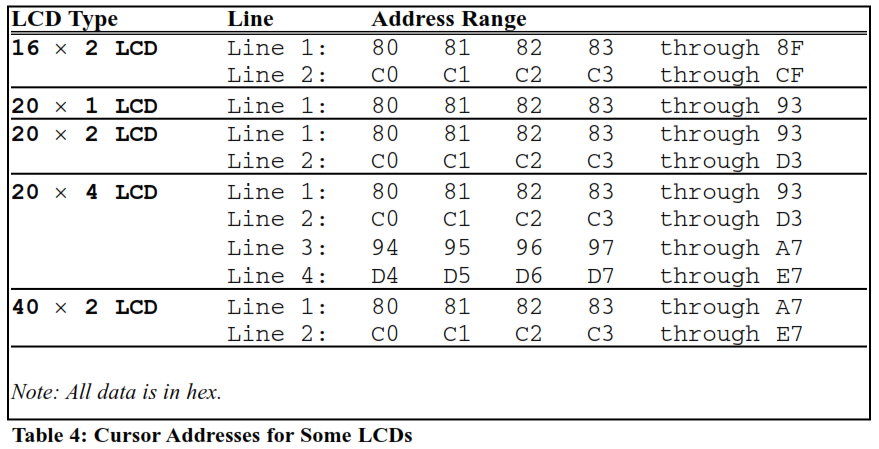 LCD Type Line Address Range
16 × 2 LCD Line 1: 80 81 82 83 through 8F
Line 2: C0 C1 C2 C3 through CF
20 × 1 LCD Line 1: 80 81 82 83 through 93
20 × 2 LCD Line 1: 80 81 82 83 through 93
Line 2: C0 C1 C2 C3 through D3
20 × 4 LCD Line 1: 80 81 82 83 through 93
Line 2: C0 C1 C2 C3 through D3
Line 3: 94 95 96 97 through A7
Line 4: D4 D5 D6 D7 through E7
40 × 2 LCD Line 1: 80 81 82 83 through A7
Line 2: C0 C1 C2 C3 through E7
Note: All data is in hex.
Table 4: Cursor Addresses for Some LCDs